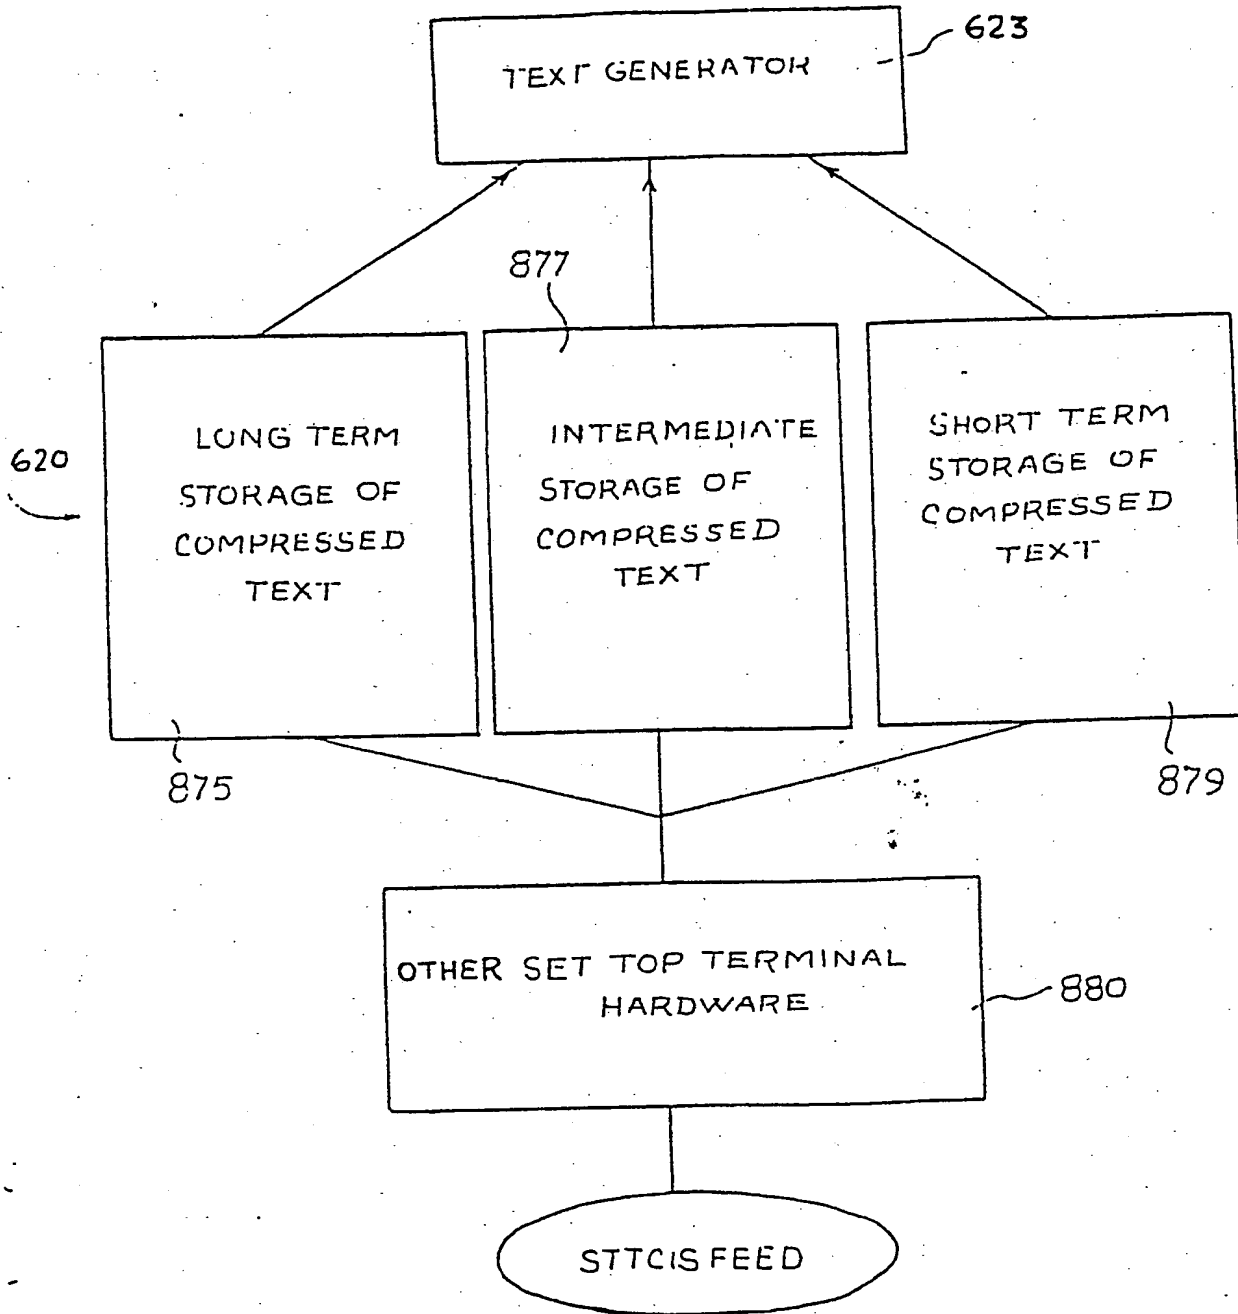 623
TEXT GENERATOR
877
620
LONG TERM
STORAGE OF
COMPRESSED
TEXT
INTERMEDIATE
STORAGE OF
COMPRESSED
TEXT
SHORT TERM
STORAGE OF
COMPRESSED
TEXT
875
879
OTHER SET TOP TERMINAL
HARDWARE
880
STTCIS FEED